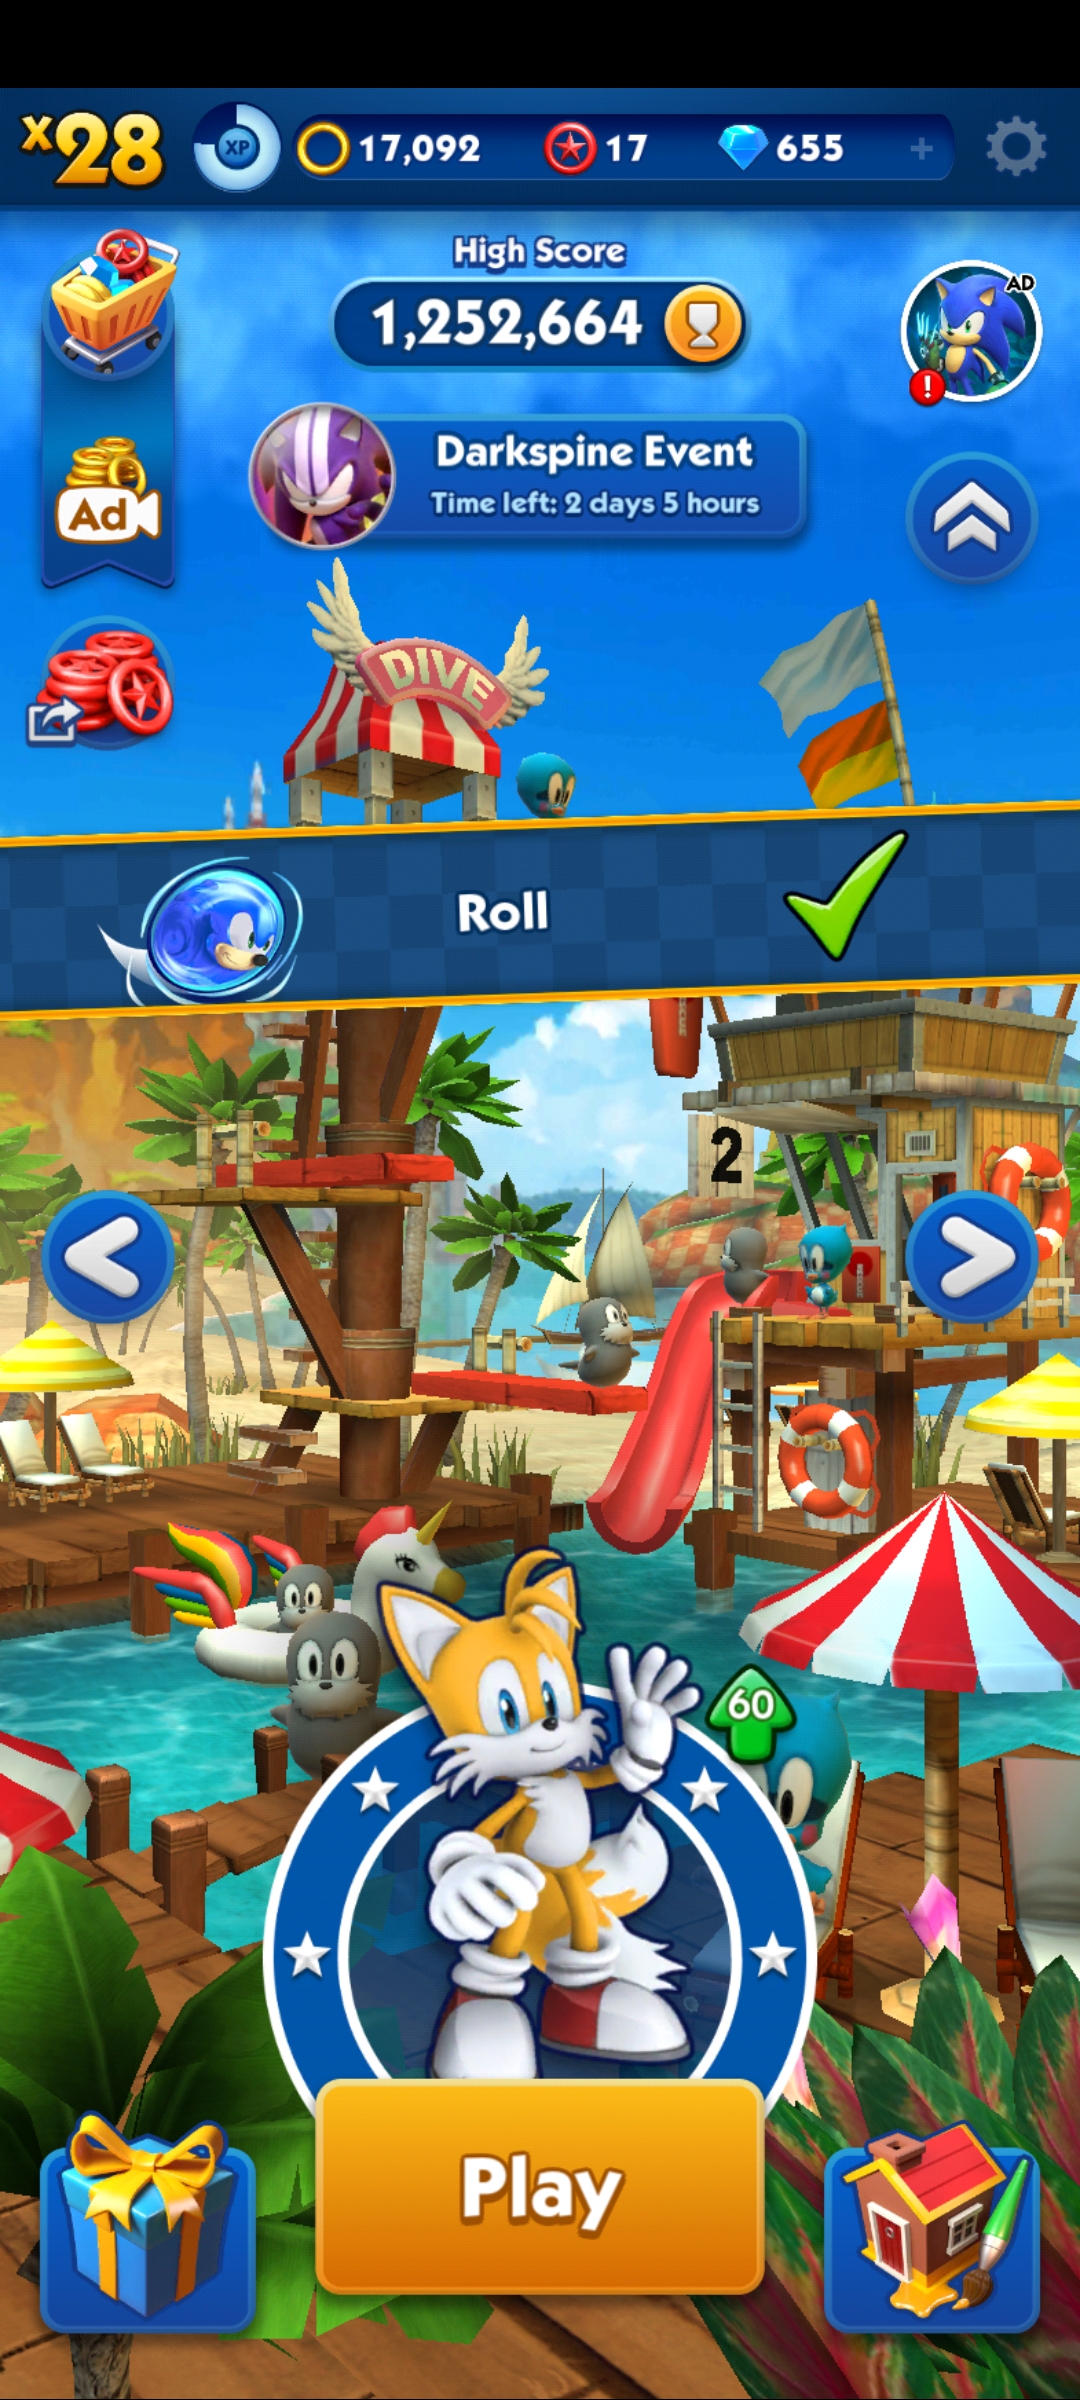 x28
XP
17,092
17
655
High Score
1,252,664
AD
Darkspine Event
Time left: 2 days 5 hours
Ad
DIVE
Roll
2
60
Play